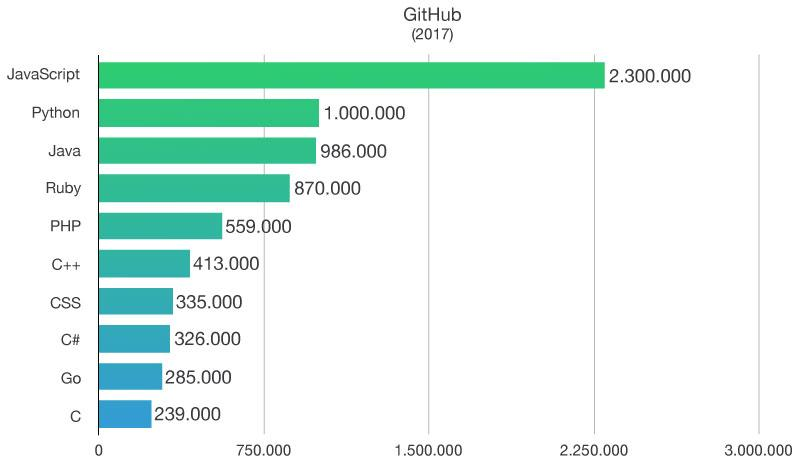 GitHub
(2017)
JavaScript 2.300.000
Python 1.000.000
Java 986.000
Ruby 870.000
PHP 559.000
C++ 413.000
CSS 335.000
C# 326.000
Go 285.000
C 239.000
0 750.000 1.500.000 2.250.000 3.000.000